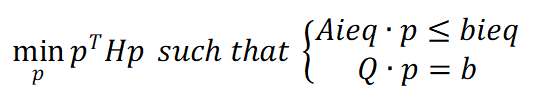 min p^T Hp such that { Aieq · p ≤ bieq
p Q · p = b